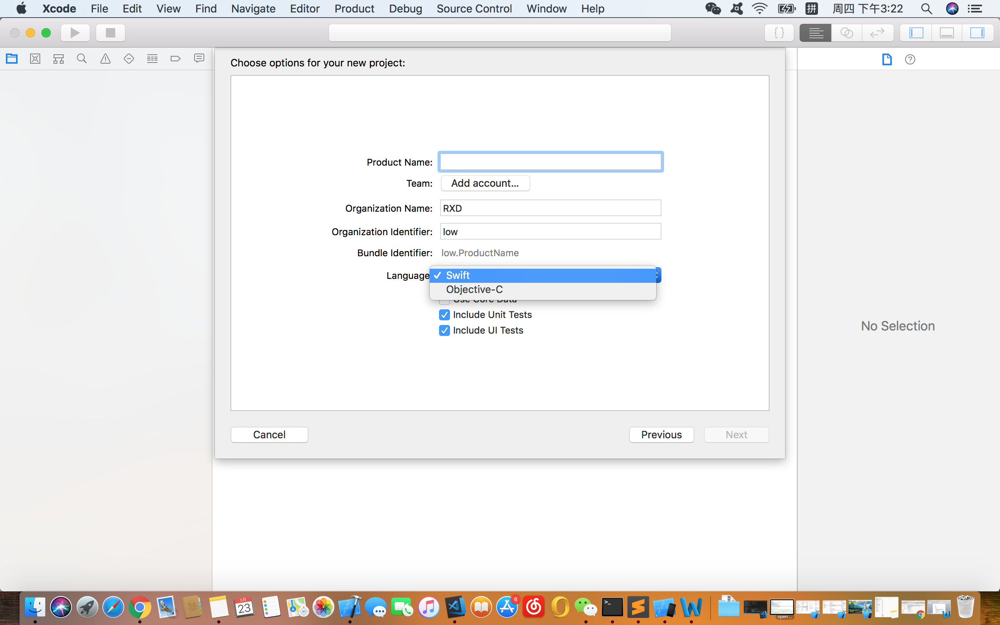 Xcode File Edit View Find Navigate Editor Product Debug Source Control Window Help 拼 周四 下午3:22
Choose options for your new project:
Product Name:
Team: Add account...
Organization Name: RXD
Organization Identifier: low
Bundle Identifier: low.ProductName
Language ✓ Swift
Objective-C
Use Core Data
Include Unit Tests
Include UI Tests
No Selection
Cancel Previous Next
5月
23
3D
6
>_
open ...